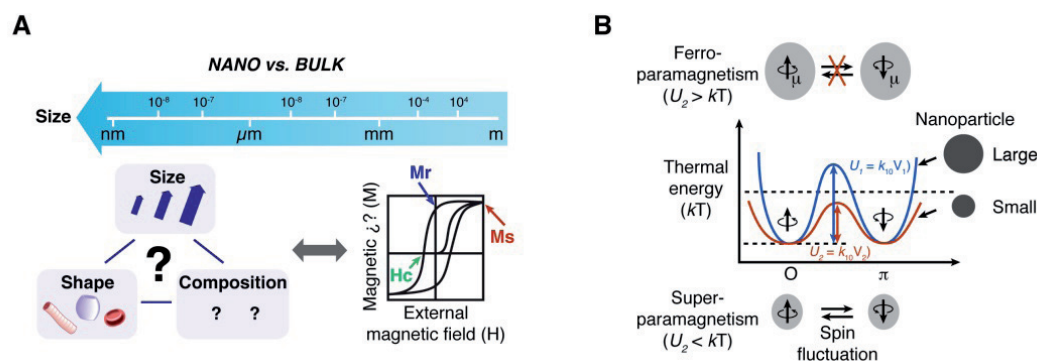 A
NANO vs. BULK
Size
10-8 10-7 10-8 10-7 10-4 10⁴
nm µm mm m
Size
?
Shape
Composition
? ?
Mr
Ms
Hc
Magnetic ¿? (M)
External
magnetic field (H)
B
Ferro-
paramagnetism
(U₂ > kT)
µ µ
Nanoparticle
Large
Small
Thermal
energy
(kT)
U₁ = k₁₀V₁)
U₂ = k₁₀V₂)
O π
Super-
paramagnetism
(U₂ < kT)
Spin
fluctuation